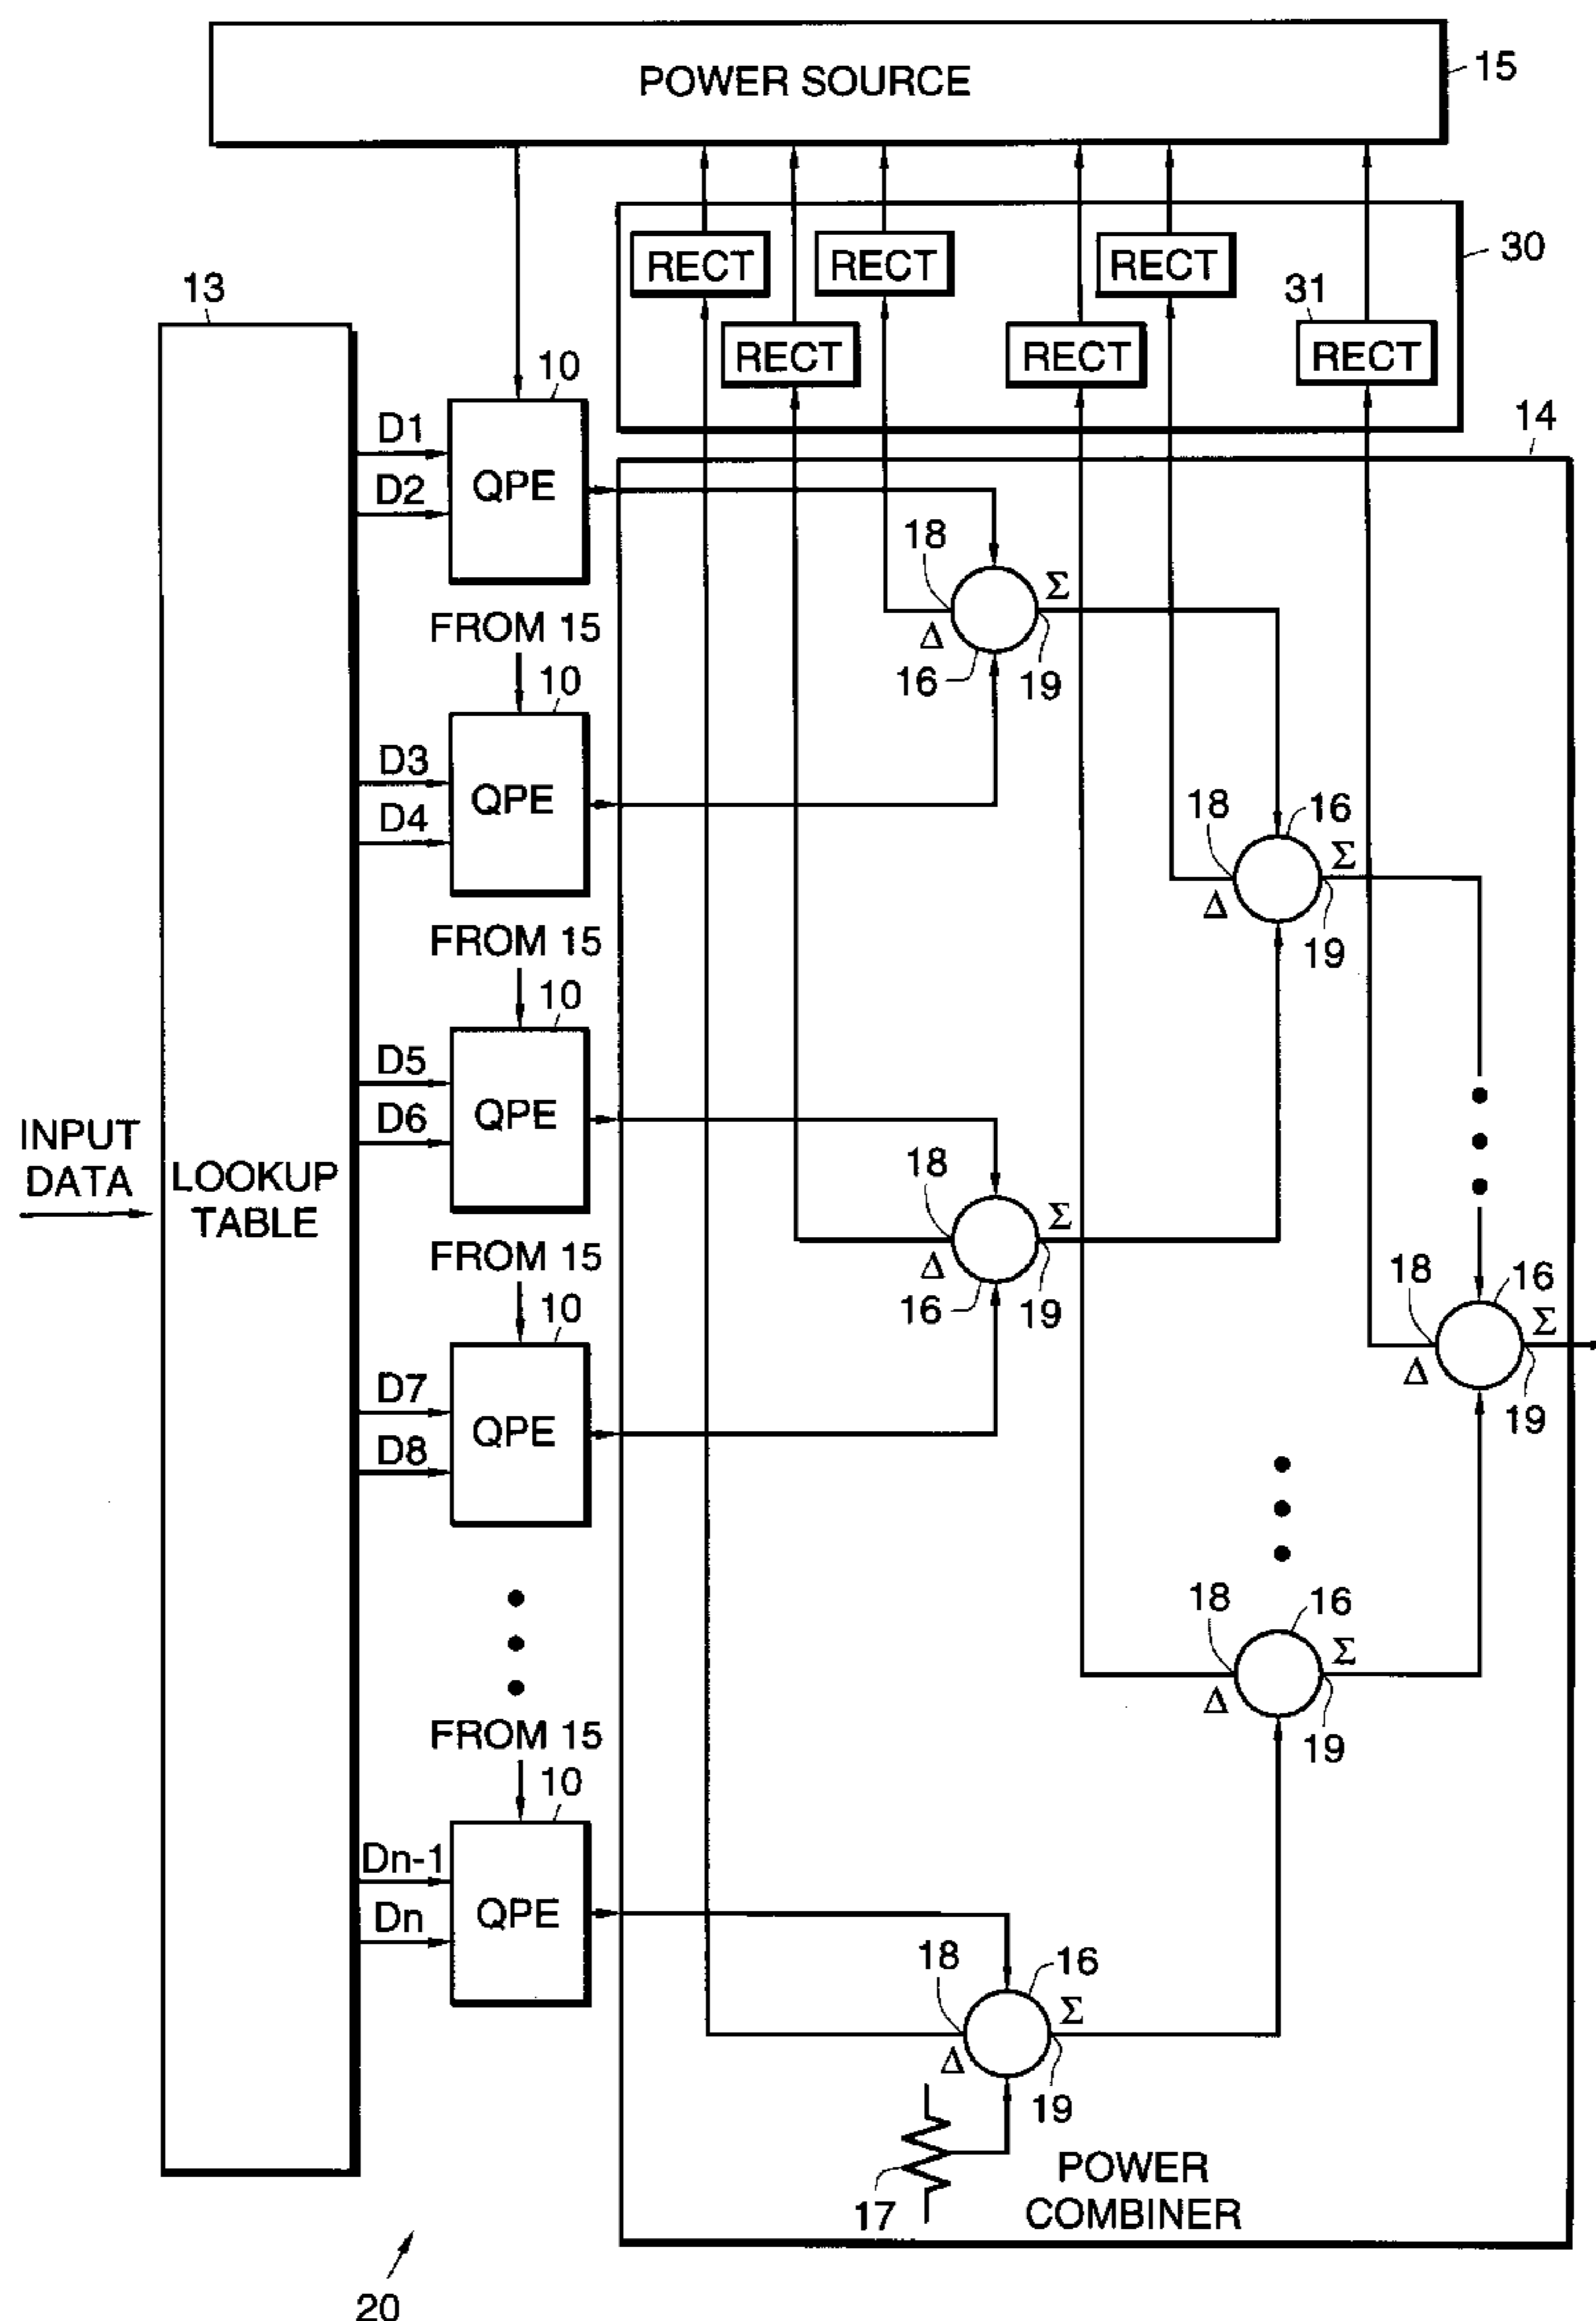 POWER SOURCE
15
30
RECT
RECT
RECT
31
RECT
RECT
RECT
13
10
14
D1
D2
QPE
18
Σ
Δ
16
19
FROM 15
10
D3
D4
QPE
18
16
Σ
Δ
19
FROM 15
10
D5
D6
QPE
INPUT
DATA
LOOKUP
TABLE
18
Σ
Δ
16
19
FROM 15
10
18
16
Σ
Δ
19
D7
D8
QPE
18
16
Σ
Δ
19
FROM 15
10
Dn-1
Dn
QPE
18
16
Σ
Δ
19
17
POWER
COMBINER
20